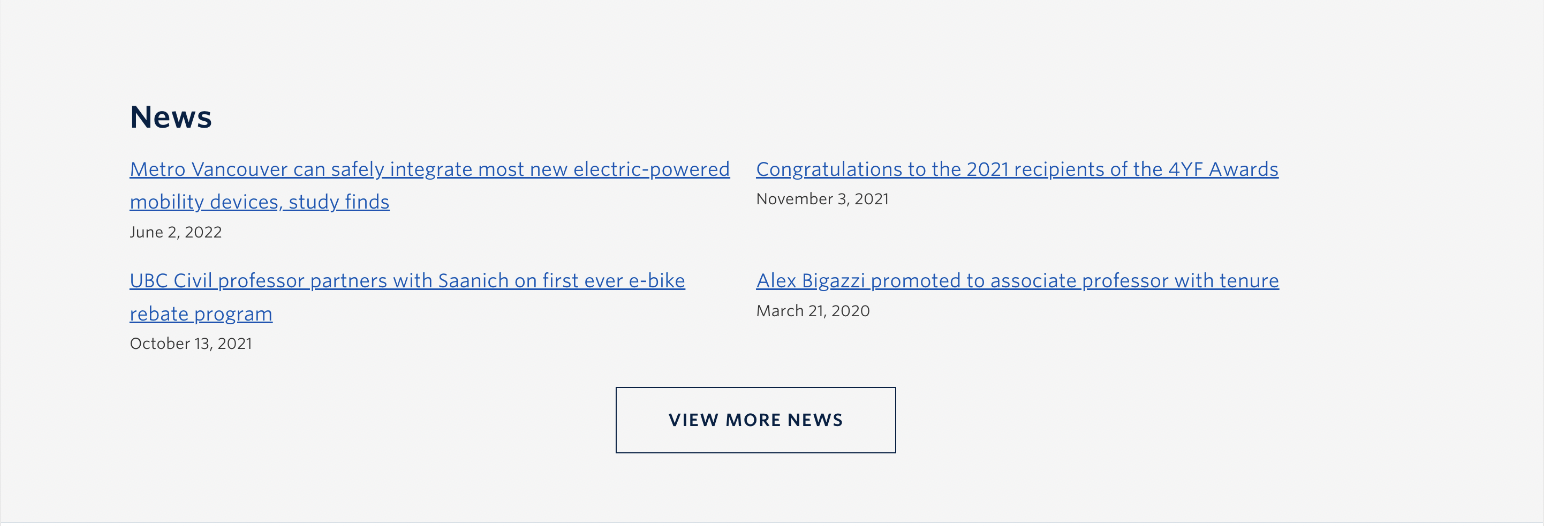 News
Metro Vancouver can safely integrate most new electric-powered
mobility devices, study finds
June 2, 2022
Congratulations to the 2021 recipients of the 4YF Awards
November 3, 2021
UBC Civil professor partners with Saanich on first ever e-bike
rebate program
October 13, 2021
Alex Bigazzi promoted to associate professor with tenure
March 21, 2020
VIEW MORE NEWS